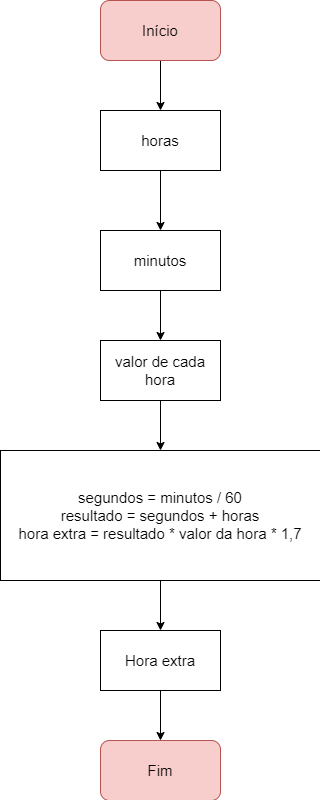 Início
horas
minutos
valor de cada
hora
segundos = minutos / 60
resultado = segundos + horas
hora extra = resultado * valor da hora * 1,7
Hora extra
Fim